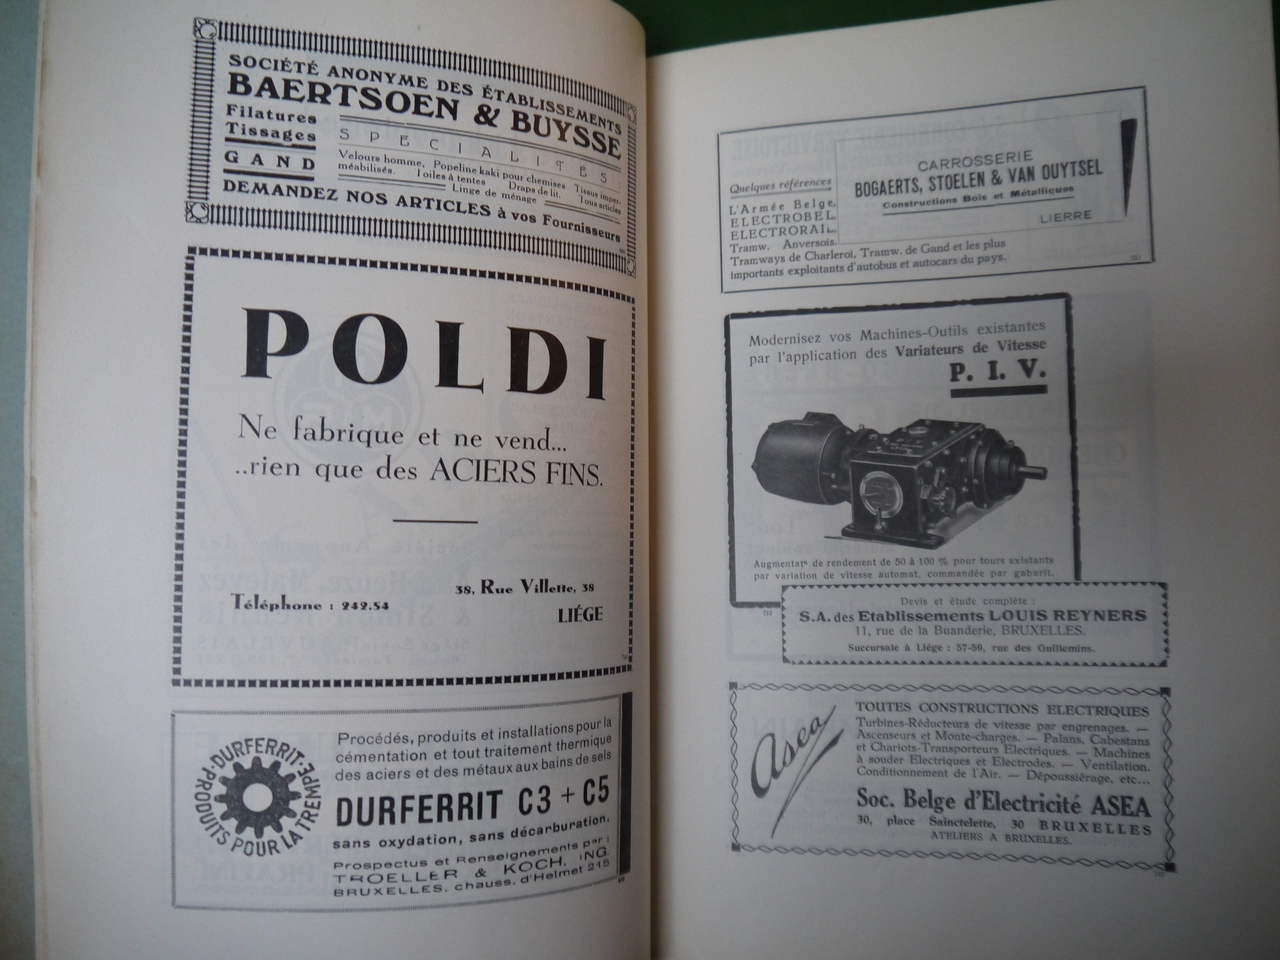 SOCIÉTÉ ANONYME DES ÉTABLISSEMENTS
BAERTSOEN & BUYSSE
Filatures
Tissages
GAND
SPECIALITES:
Velours homme, Popeline kaki pour chemises Tissus imper-
méabilisés. Toiles à tentes Draps de lit. Tous articles
Linge de ménage
DEMANDEZ NOS ARTICLES à vos Fournisseurs
POLDI
Ne fabrique et ne vend...
..rien que des ACIERS FINS.
Téléphone : 242.54
38, Rue Villette, 38
LIÉGE
DURFERRIT-PRODUITS POUR LA TREMPE
Procédés, produits et installations pour la
cémentation et tout traitement thermique
des aciers et des métaux aux bains de sels
DURFERRIT C3 + C5
sans oxydation, sans décarburation.
Prospectus et Renseignements par :
TROELLER & KOCH, ING.
BRUXELLES, chauss. d'Helmet 215
CARROSSERIE
BOGAERTS, STOELEN & VAN OUYTSEL
Constructions Bois et Métalliques
LIERRE
Quelques références
L'Armée Belge,
ELECTROBEL
ELECTRORAIL
Tramw. Anversois.
Tramways de Charleroi, Tramw. de Gand et les plus
importants exploitants d'autobus et autocars du pays.
Modernisez vos Machines-Outils existantes
par l'application des Variateurs de Vitesse
P. I. V.
Augmentatⁿ de rendement de 50 à 100 % pour tours existants
par variation de vitesse automat. commandée par gabarit.
Devis et étude complète :
S.A. des Etablissements LOUIS REYNERS
11, rue de la Buanderie, BRUXELLES.
Succursale à Liége : 57-59, rue des Guillemins.
Asea
TOUTES CONSTRUCTIONS ELECTRIQUES
Turbines-Réducteurs de vitesse par engrenages. —
Ascenseurs et Monte-charges. — Palans, Cabestans
et Chariots-Transporteurs Electriques. — Machines
à souder Electriques et Electrodes. — Ventilation.
Conditionnement de l'Air. — Dépoussiérage, etc...
Soc. Belge d'Electricité ASEA
30, place Sainctelette, 30 BRUXELLES
ATELIERS A BRUXELLES.